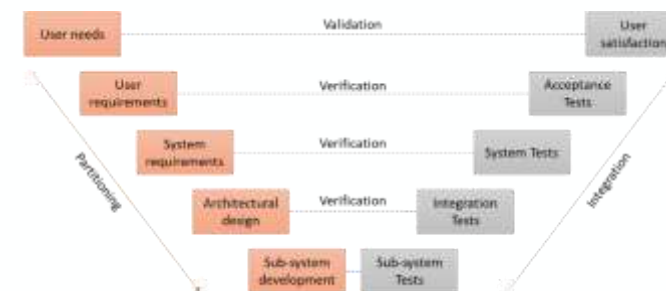 Validation
User needs
User
satisfaction
User
requirements
Verification
Acceptance
Tests
System
requirements
Verification
System Tests
Partitioning
Integration
Architectural
design
Verification
Integration
Tests
Sub-system
development
Sub-system
Tests